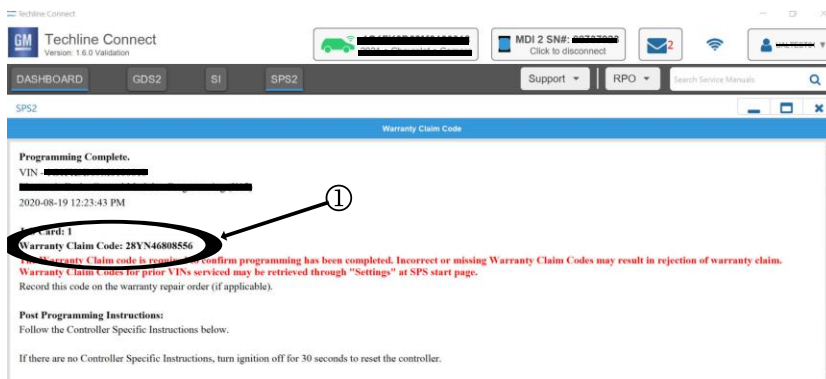 Techline Connect
GM Techline Connect
Version: 1.6.0 Validation
MDI 2 SN#:
Click to disconnect
2
DASHBOARD GDS2 SI SPS2 Support RPO Search Service Manuals
SPS2
Warranty Claim Code
Programming Complete.
VIN -
2020-08-19 12:23:43 PM
①
Card: 1
Warranty Claim Code: 28YN46808556
The Warranty Claim code is required to confirm programming has been completed. Incorrect or missing Warranty Claim Codes may result in rejection of warranty claim.
Warranty Claim Codes for prior VINs serviced may be retrieved through "Settings" at SPS start page.
Record this code on the warranty repair order (if applicable).
Post Programming Instructions:
Follow the Controller Specific Instructions below.
If there are no Controller Specific Instructions, turn ignition off for 30 seconds to reset the controller.